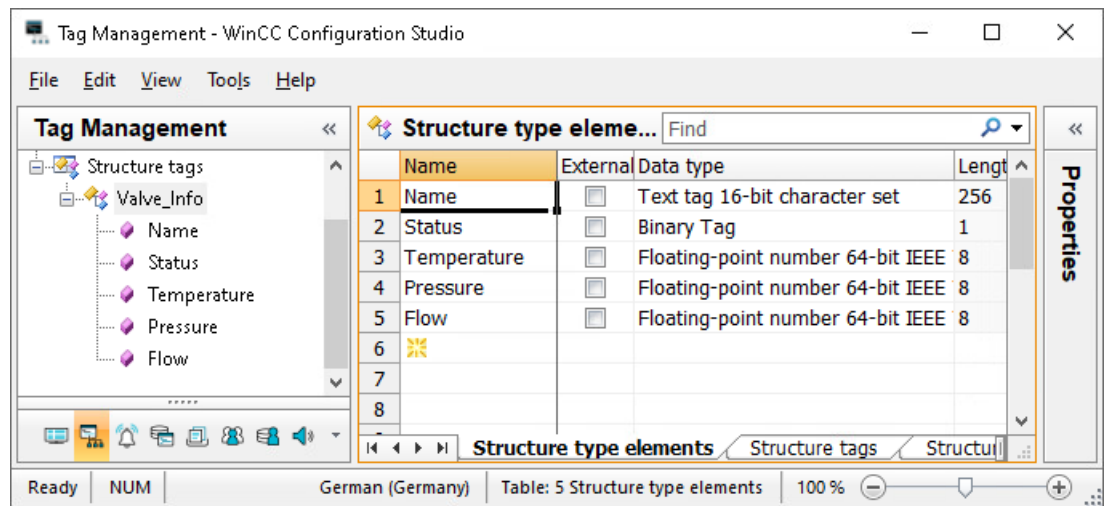 Tag Management - WinCC Configuration Studio
File Edit View Tools Help
Tag Management «
Structure tags
Valve_Info
Name
Status
Temperature
Pressure
Flow
Structure type eleme... Find
Name External Data type Lengt
1 Name Text tag 16-bit character set 256
2 Status Binary Tag 1
3 Temperature Floating-point number 64-bit IEEE 8
4 Pressure Floating-point number 64-bit IEEE 8
5 Flow Floating-point number 64-bit IEEE 8
6
7
8
Structure type elements Structure tags Structur
« Properties
Ready NUM German (Germany) Table: 5 Structure type elements 100 %